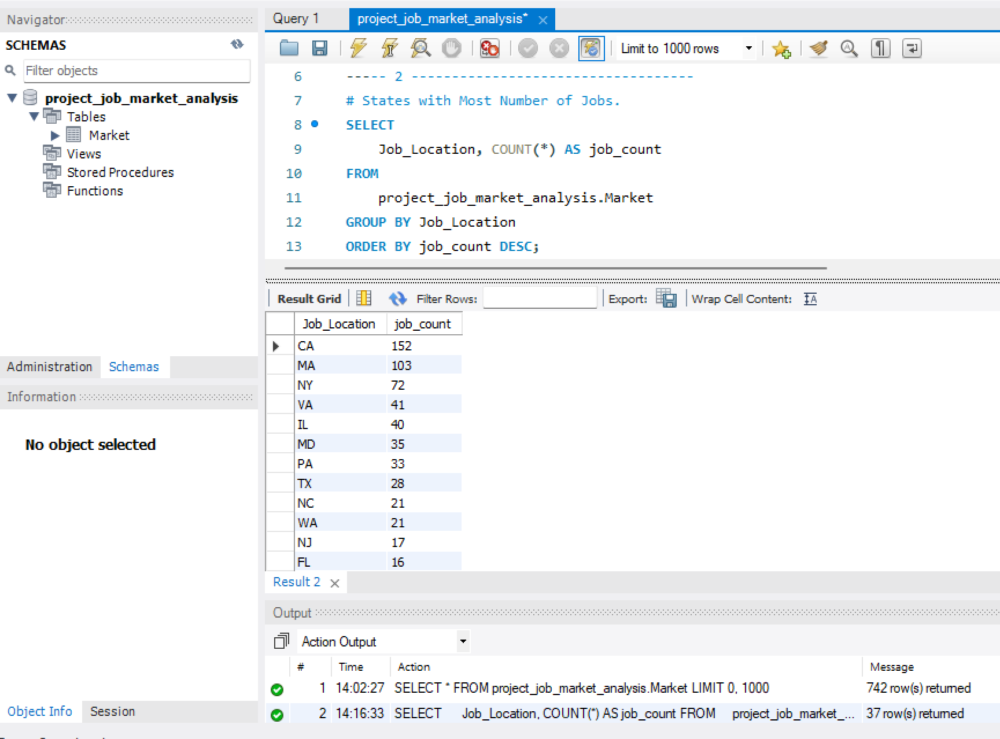 Navigator
SCHEMAS
Filter objects
project_job_market_analysis
Tables
Market
Views
Stored Procedures
Functions
Administration Schemas
Information
No object selected
Object Info Session
Query 1 project_job_market_analysis*
Limit to 1000 rows
6 ----- 2 -----------------------------------
7 # States with Most Number of Jobs.
8 SELECT
9 Job_Location, COUNT(*) AS job_count
10 FROM
11 project_job_market_analysis.Market
12 GROUP BY Job_Location
13 ORDER BY job_count DESC;
Result Grid Filter Rows: Export: Wrap Cell Content:
Job_Location job_count
CA 152
MA 103
NY 72
VA 41
IL 40
MD 35
PA 33
TX 28
NC 21
WA 21
NJ 17
FL 16
Result 2
Output
Action Output
# Time Action Message
1 14:02:27 SELECT * FROM project_job_market_analysis.Market LIMIT 0, 1000 742 row(s) returned
2 14:16:33 SELECT Job_Location, COUNT(*) AS job_count FROM project_job_market_... 37 row(s) returned